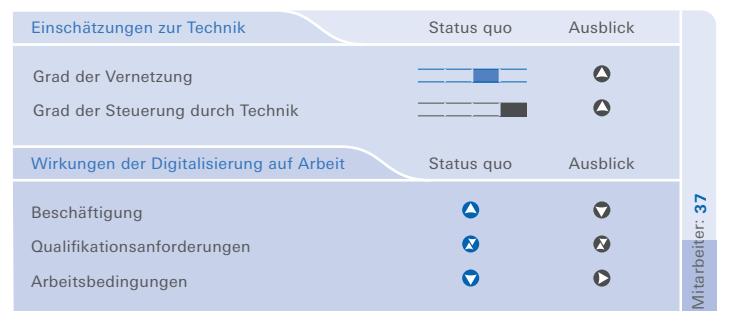 Einschätzungen zur Technik Status quo Ausblick
Grad der Vernetzung
Grad der Steuerung durch Technik
Wirkungen der Digitalisierung auf Arbeit Status quo Ausblick
Beschäftigung
Qualifikationsanforderungen
Arbeitsbedingungen
Mitarbeiter: 37